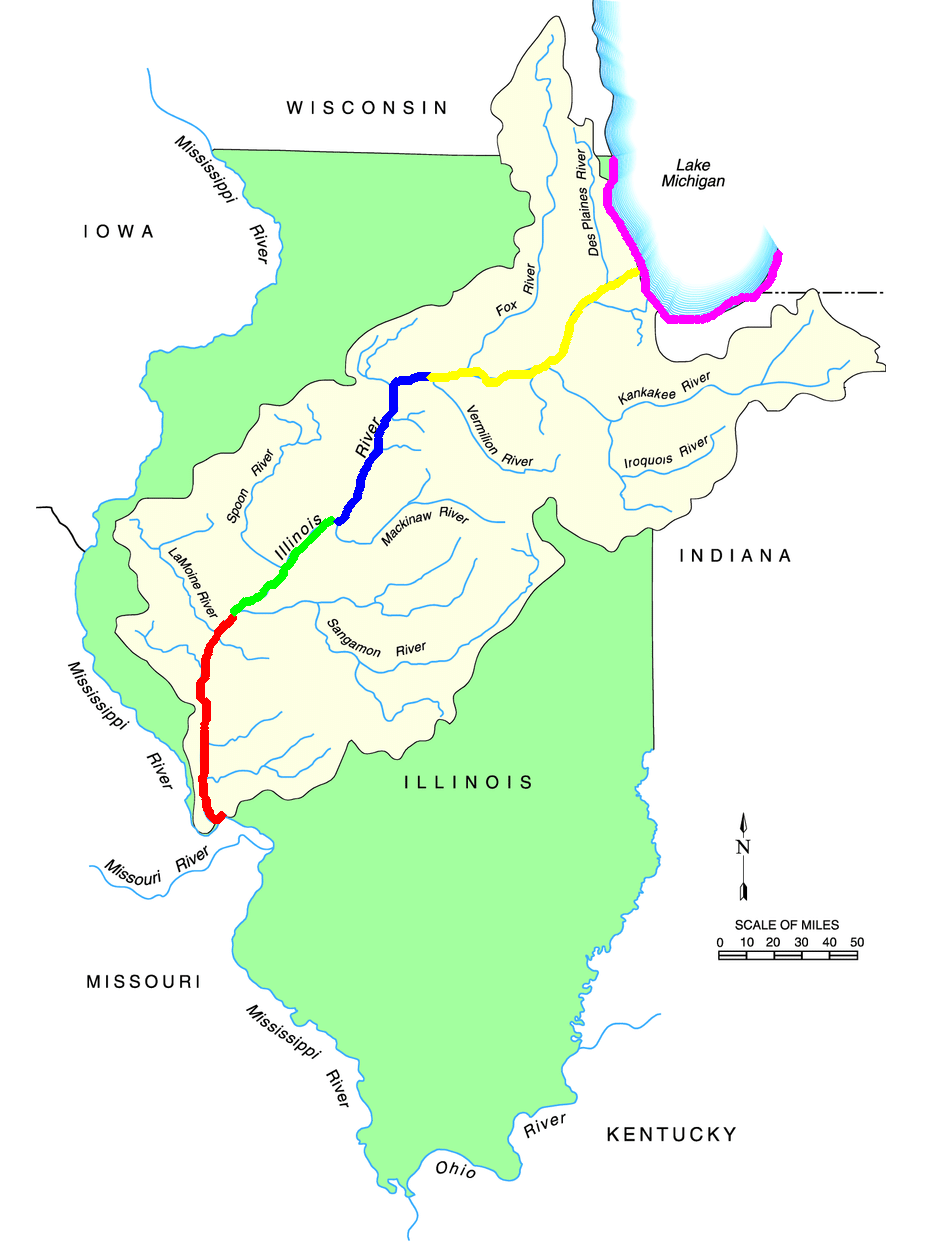 WISCONSIN
Lake
Michigan
Mississippi
River
IOWA
Des Plaines River
Fox
River
Kankakee River
Vermilion
River
Iroquois River
River
Spoon River
Illinois
Mackinaw River
INDIANA
LaMoine River
Sangamon River
Mississippi
River
ILLINOIS
N
Missouri River
SCALE OF MILES
0 10 20 30 40 50
MISSOURI
Mississippi
River
River
KENTUCKY
Ohio